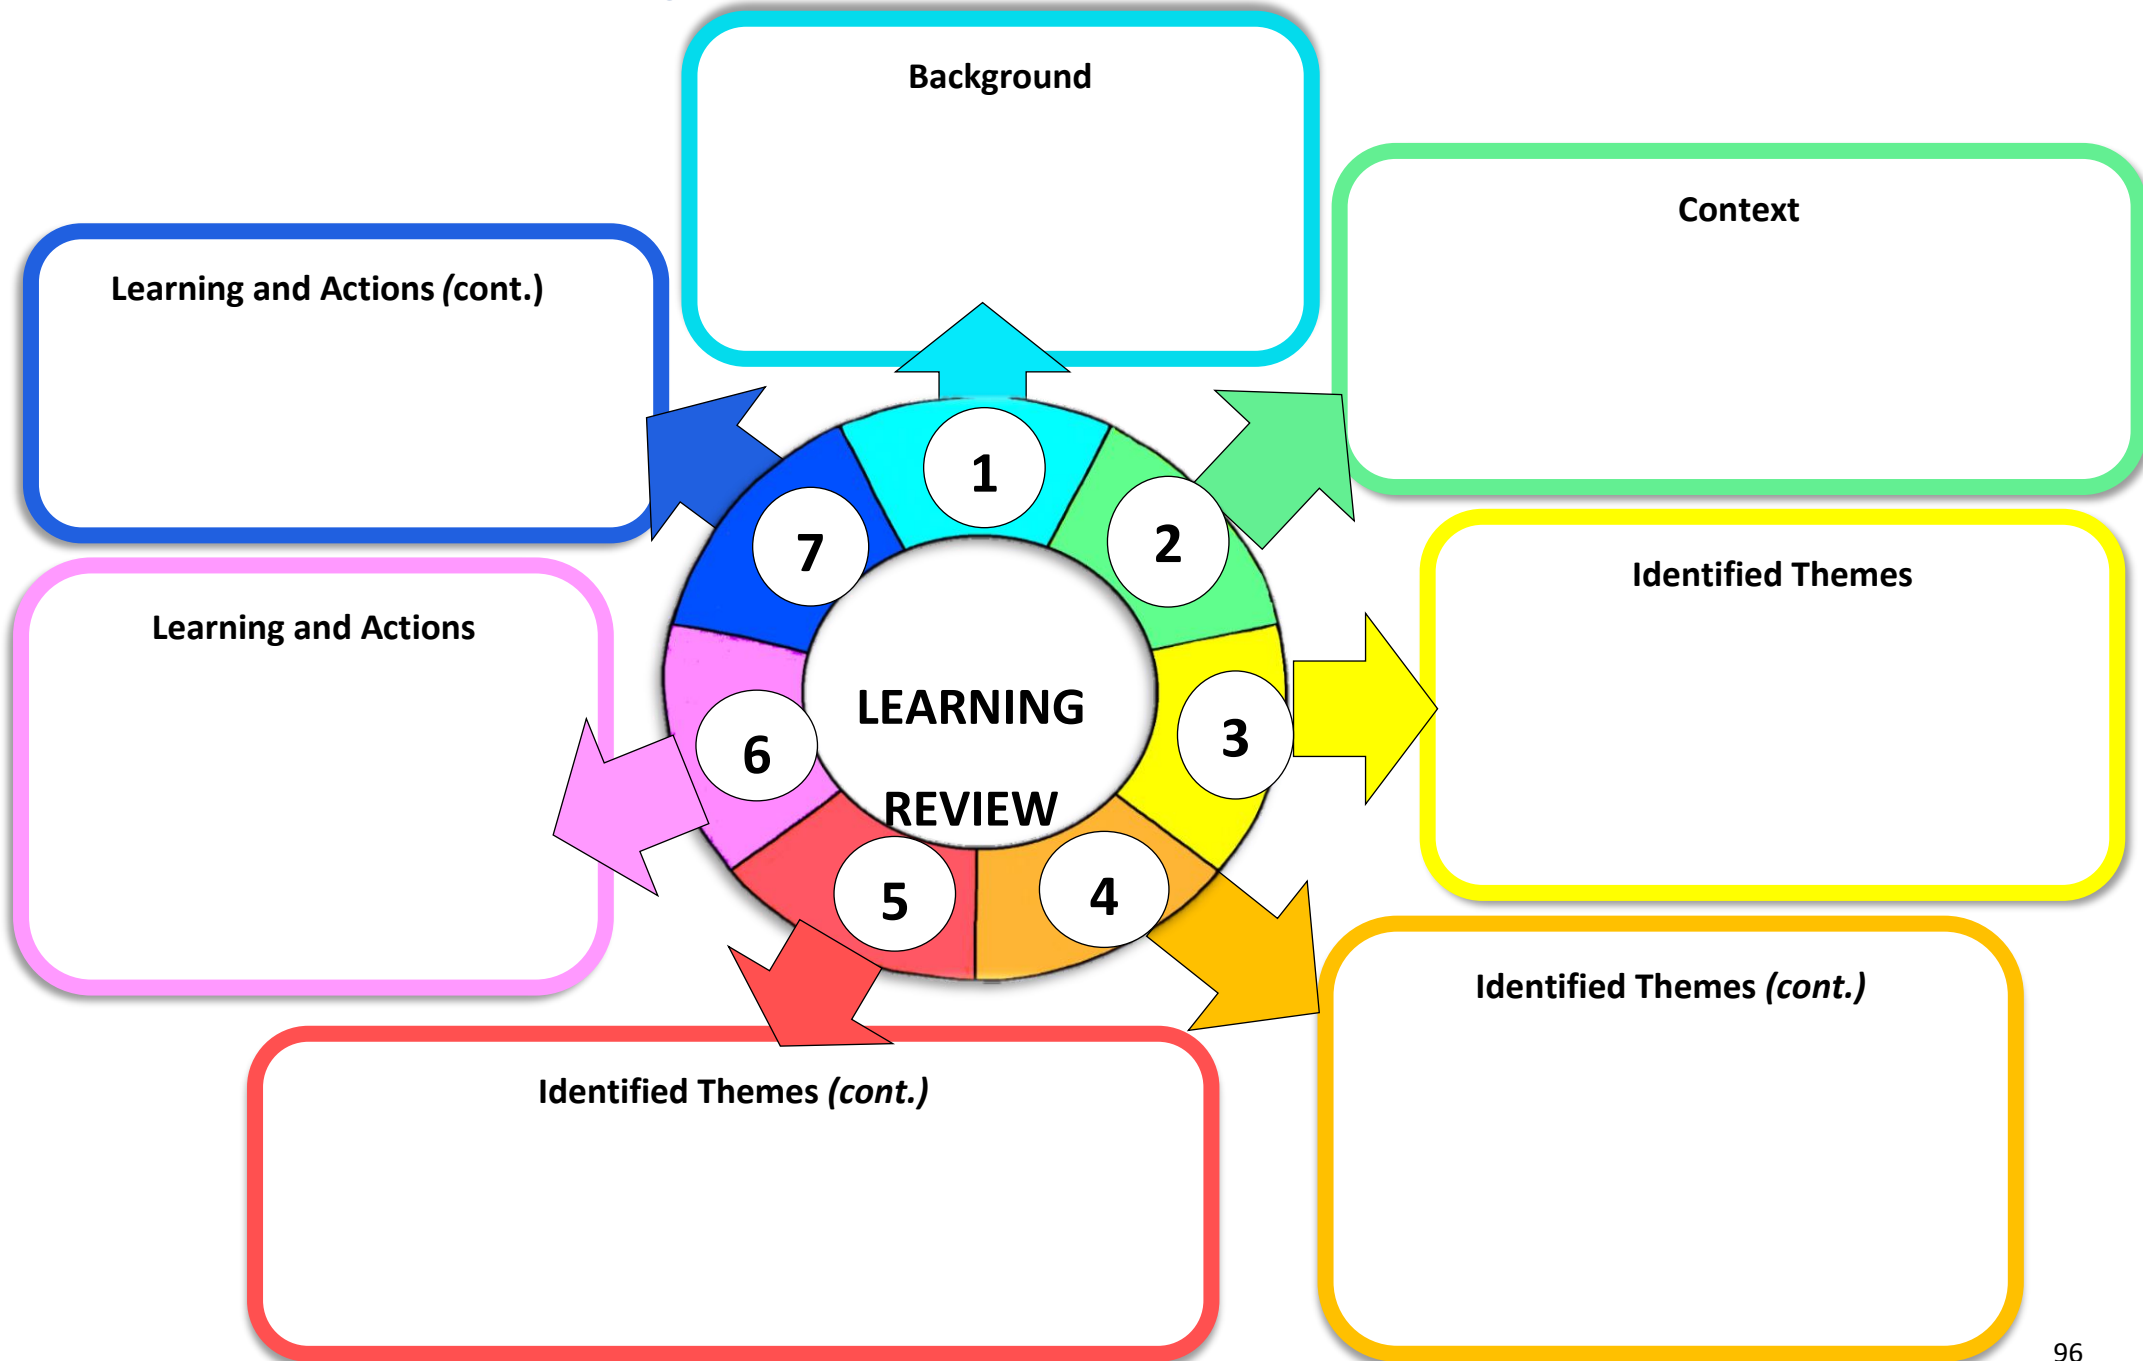 Background
Context
Learning and Actions (cont.)
1
2
7
Identified Themes
Learning and Actions
LEARNING
REVIEW
3
6
5
4
Identified Themes (cont.)
Identified Themes (cont.)
96